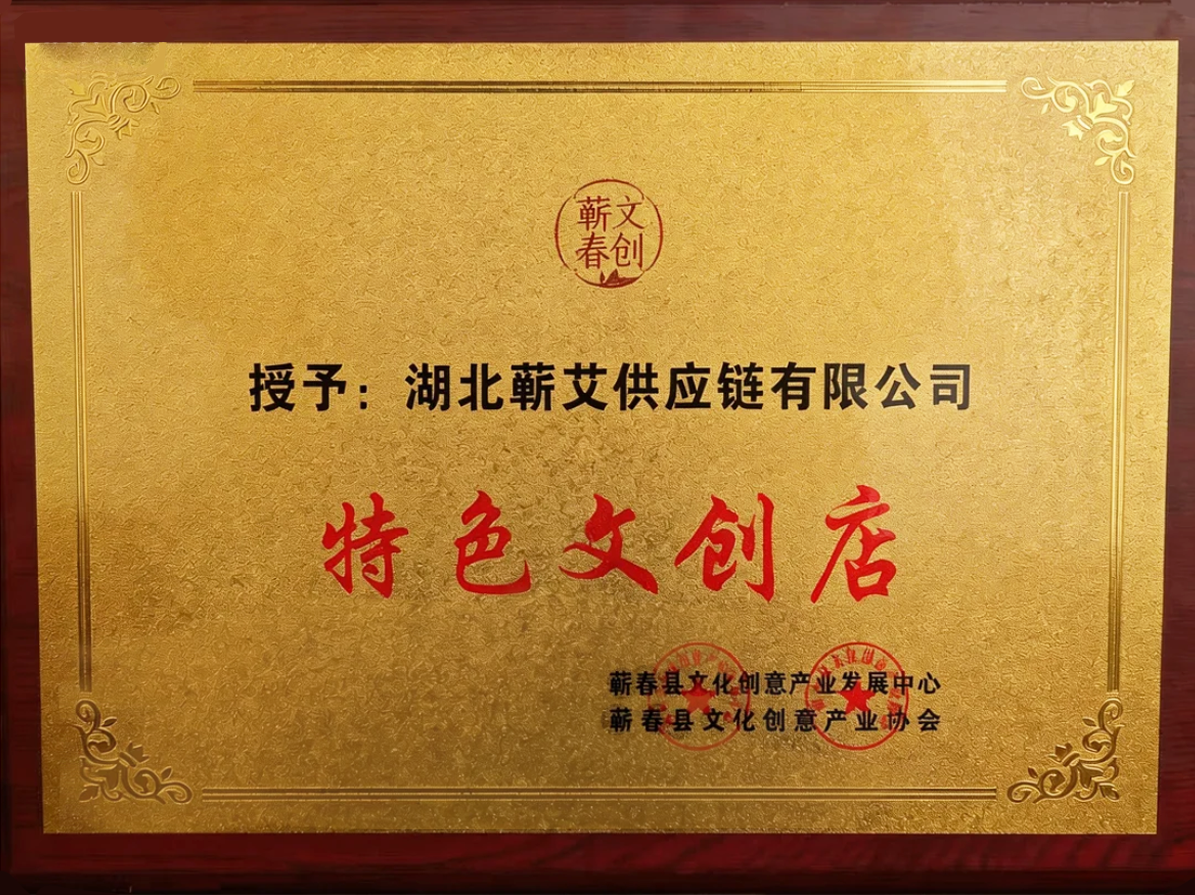 蕲春文创
授予：湖北蕲艾供应链有限公司
特色文创店
蕲春县文化创意产业发展中心
蕲春县文化创意产业协会